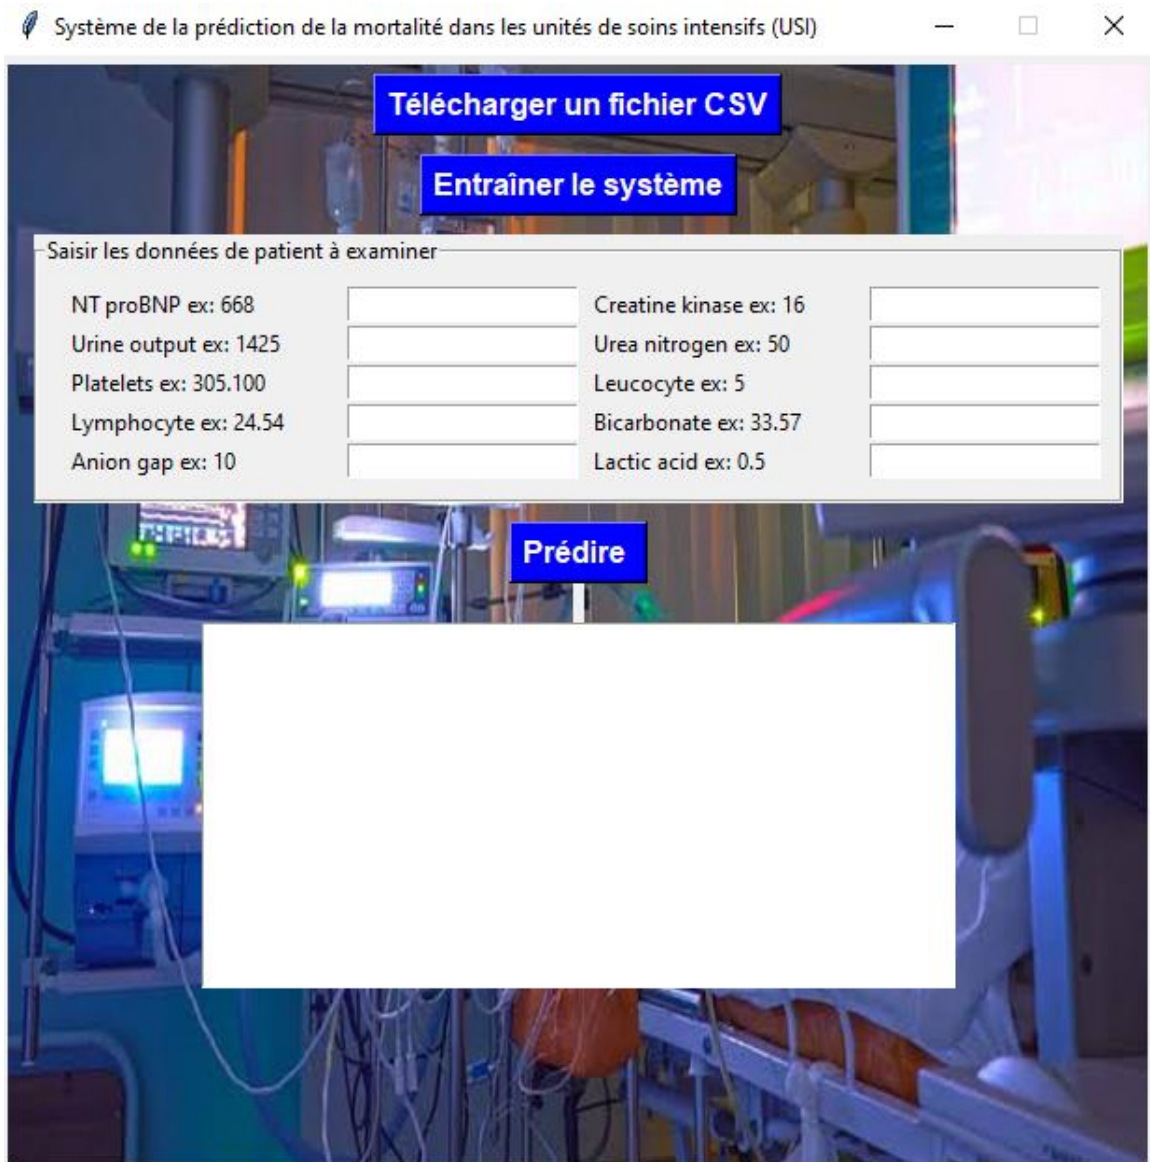 Système de la prédiction de la mortalité dans les unités de soins intensifs (USI)
Télécharger un fichier CSV
Entraîner le système
Saisir les données de patient à examiner
NT proBNP ex: 668 Creatine kinase ex: 16
Urine output ex: 1425 Urea nitrogen ex: 50
Platelets ex: 305.100 Leucocyte ex: 5
Lymphocyte ex: 24.54 Bicarbonate ex: 33.57
Anion gap ex: 10 Lactic acid ex: 0.5
Prédire